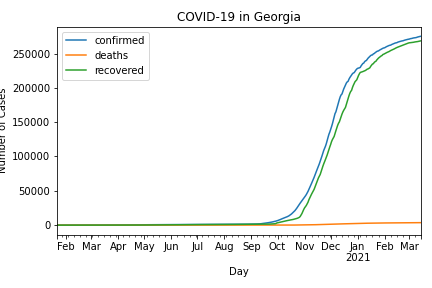 COVID-19 in Georgia
confirmed
deaths
recovered
Number of Cases
250000
200000
150000
100000
50000
0
Feb Mar Apr May Jun Jul Aug Sep Oct Nov Dec Jan Feb Mar
2021
Day